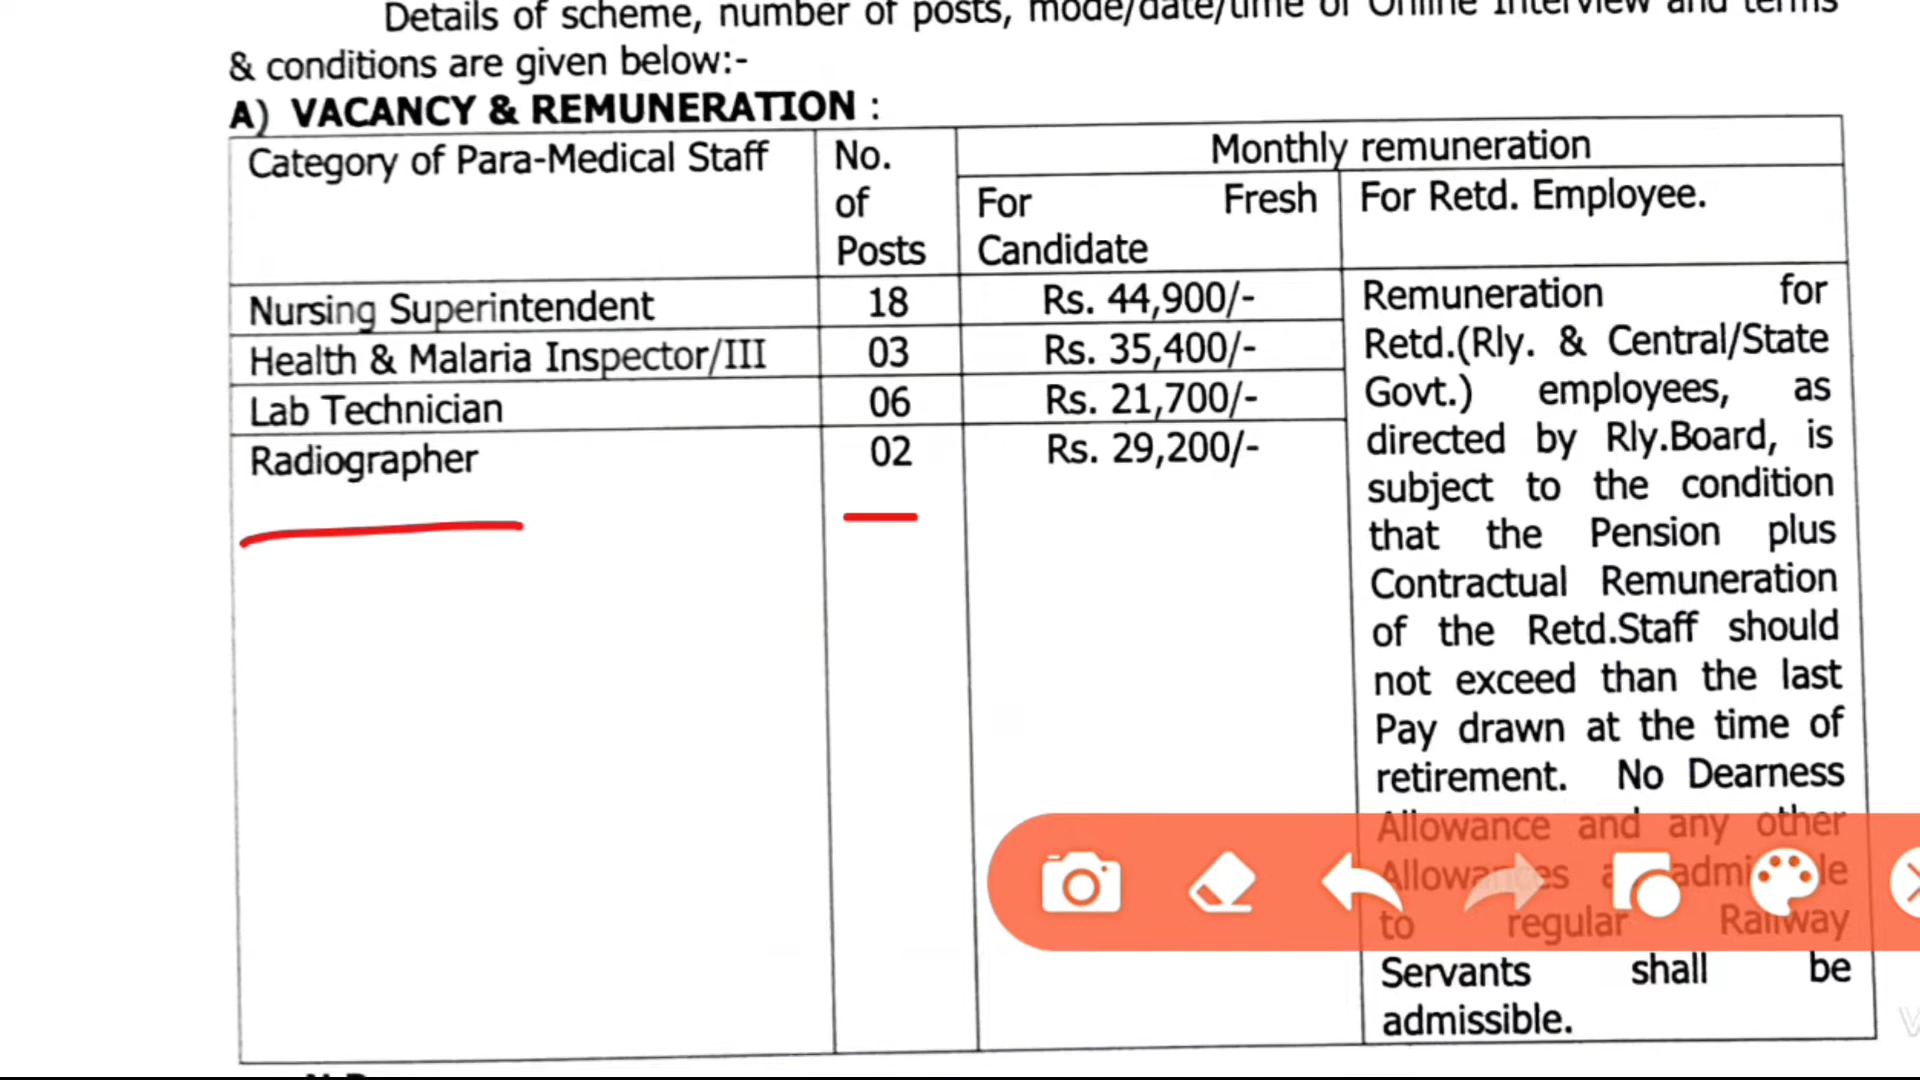 Details of scheme, number of posts, mode/date/time of Online Interview and terms
& conditions are given below:-
A) VACANCY & REMUNERATION :
Category of Para-Medical Staff
No.
of
Posts
Monthly remuneration
For Fresh
Candidate
For Retd. Employee.
Nursing Superintendent 18 Rs. 44,900/-
Health & Malaria Inspector/III 03 Rs. 35,400/-
Lab Technician 06 Rs. 21,700/-
Radiographer 02 Rs. 29,200/-
Remuneration for
Retd.(Rly. & Central/State
Govt.) employees, as
directed by Rly.Board, is
subject to the condition
that the Pension plus
Contractual Remuneration
of the Retd.Staff should
not exceed than the last
Pay drawn at the time of
retirement. No Dearness
Allowance and any other
Allowances admissible
to regular Railway
Servants shall be
admissible.